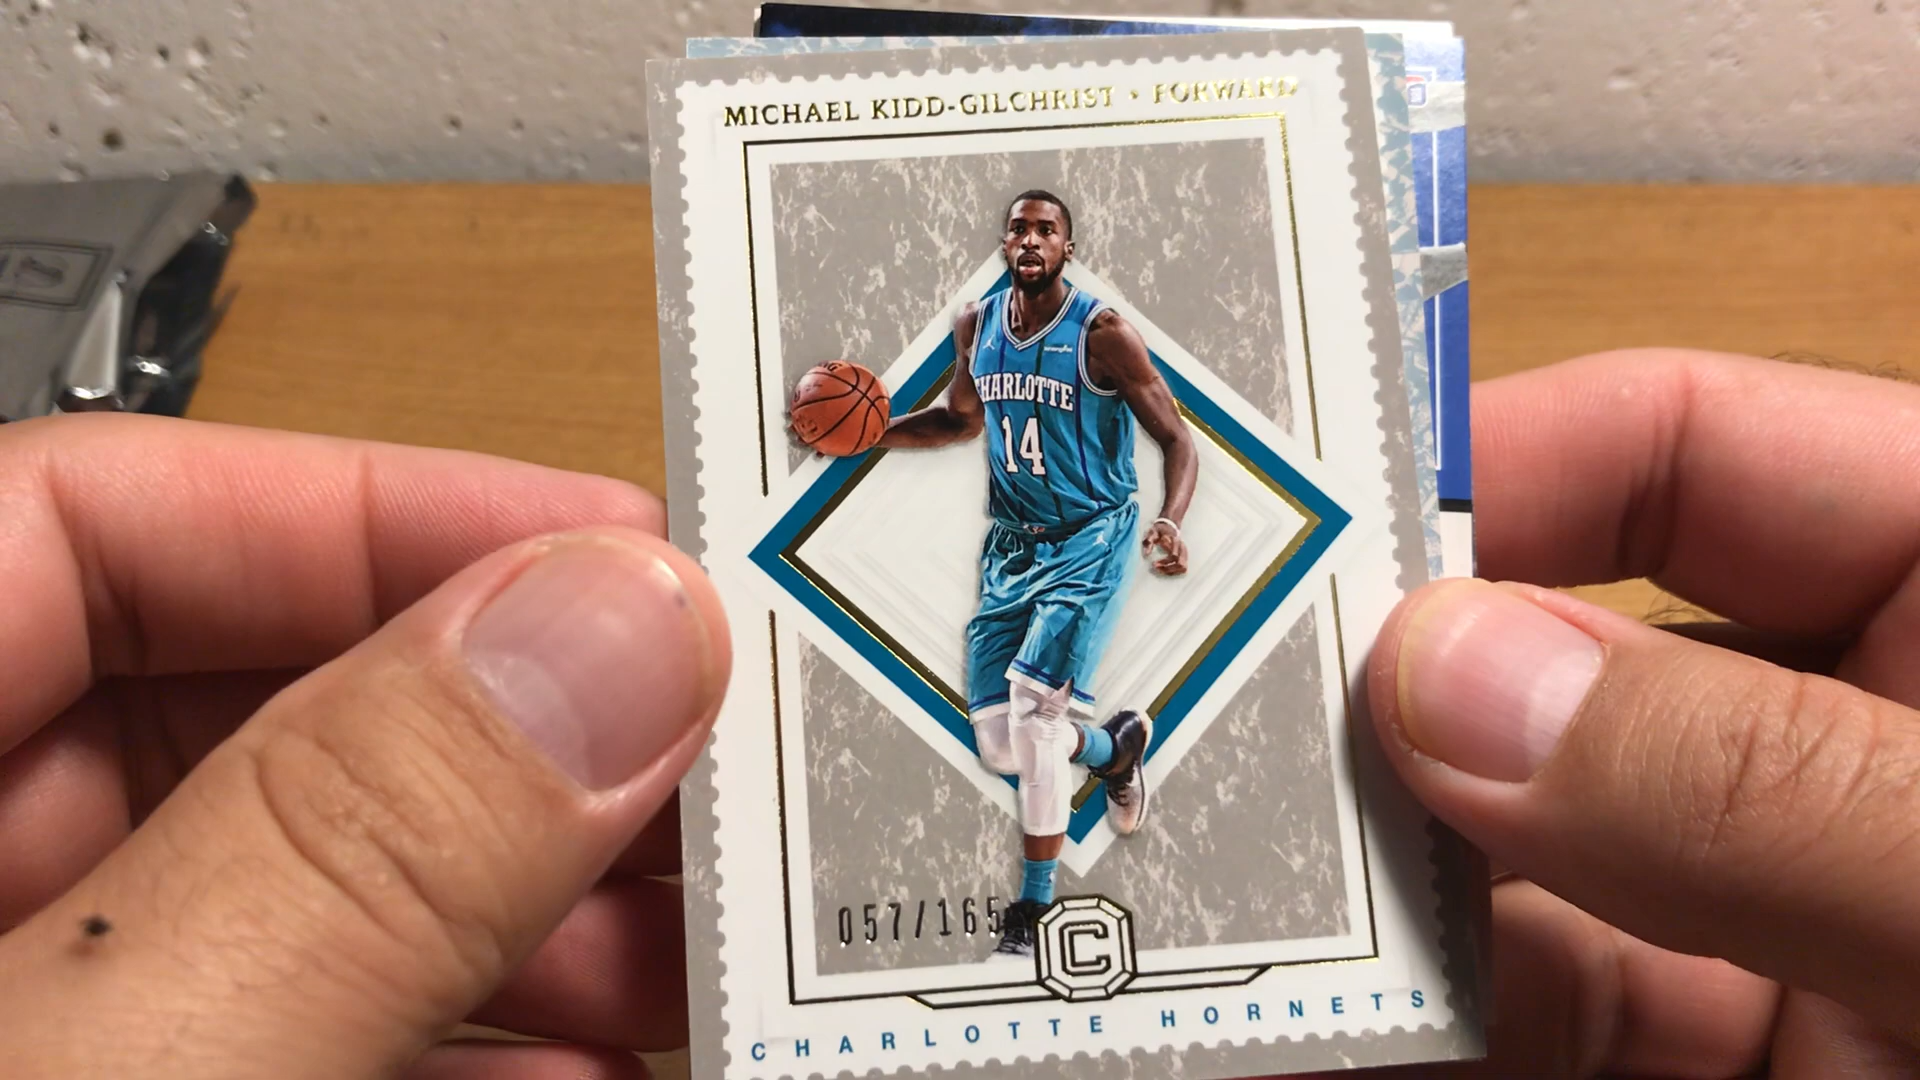 MICHAEL KIDD-GILCHRIST • FORWARD
CHARLOTTE
14
057/165
C
CHARLOTTE HORNETS